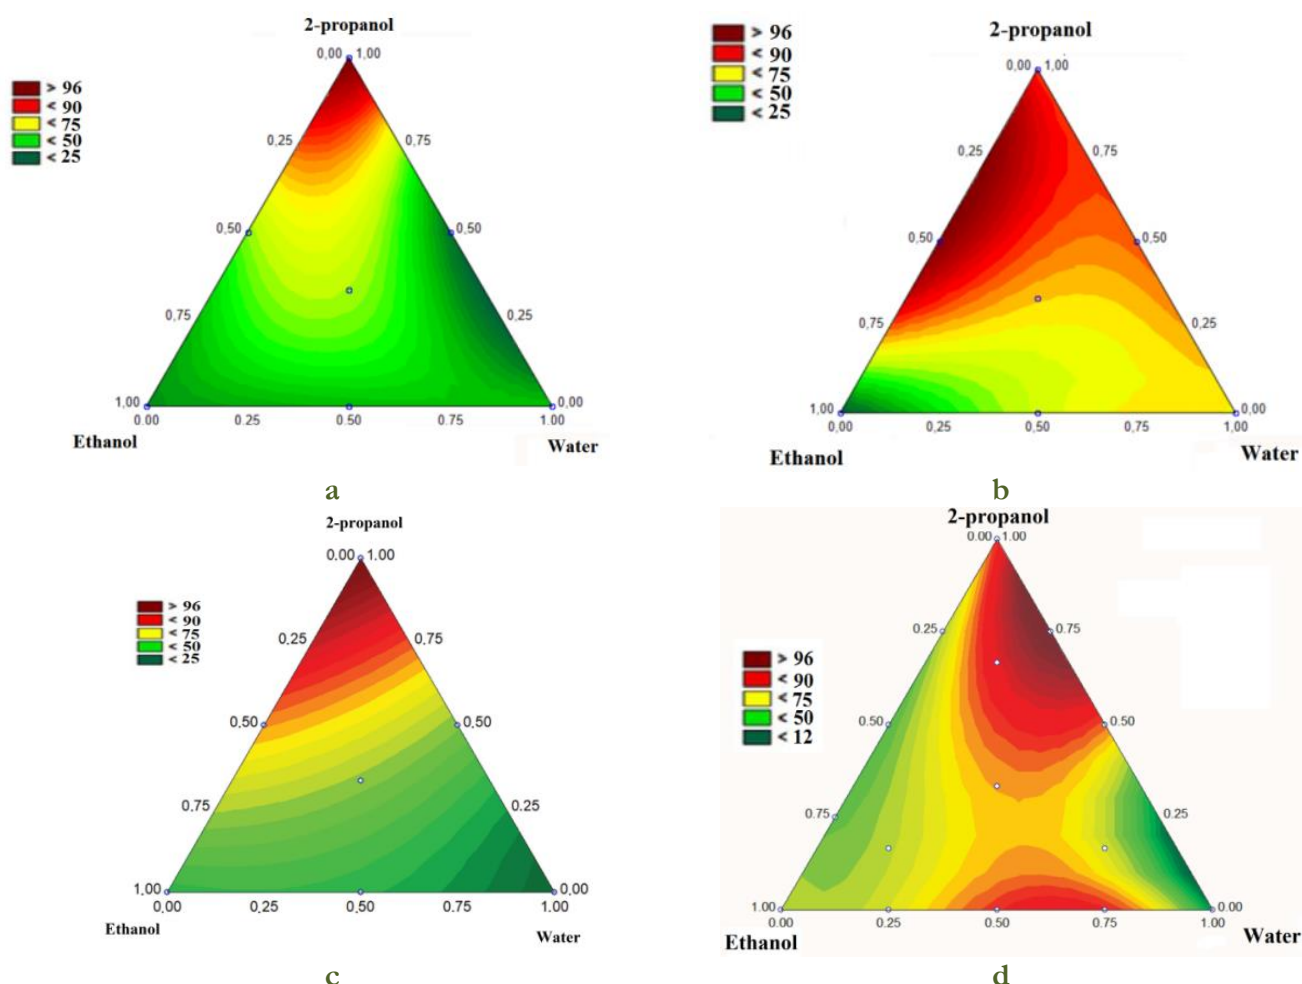 2-propanol
0,00 1,00
> 96
< 90
< 75
< 50
< 25
0,25 0,75
0,50 0,50
0,75 0,25
1,00 0,00
0.00 0.25 0.50 0.75 1.00
Ethanol Water
a
2-propanol
0,00 1,00
> 96
< 90
< 75
< 50
< 25
0,25 0,75
0,50 0,50
0,75 0,25
1,00 0,00
0,00 0,25 0,50 0,75 1,00
Ethanol Water
b
2-propanol
0.00 1.00
> 96
< 90
< 75
< 50
< 25
0.25 0.75
0.50 0.50
0.75 0.25
1.00 0.00
0,00 0,25 0,50 0.75 1.00
Ethanol Water
c
2-propanol
0.00 1.00
> 96
< 90
< 75
< 50
< 12
0.25 0.75
0.50 0.50
0.75 0.25
1.00 0.00
0.00 0.25 0.50 0.75 1.00
Ethanol Water
d